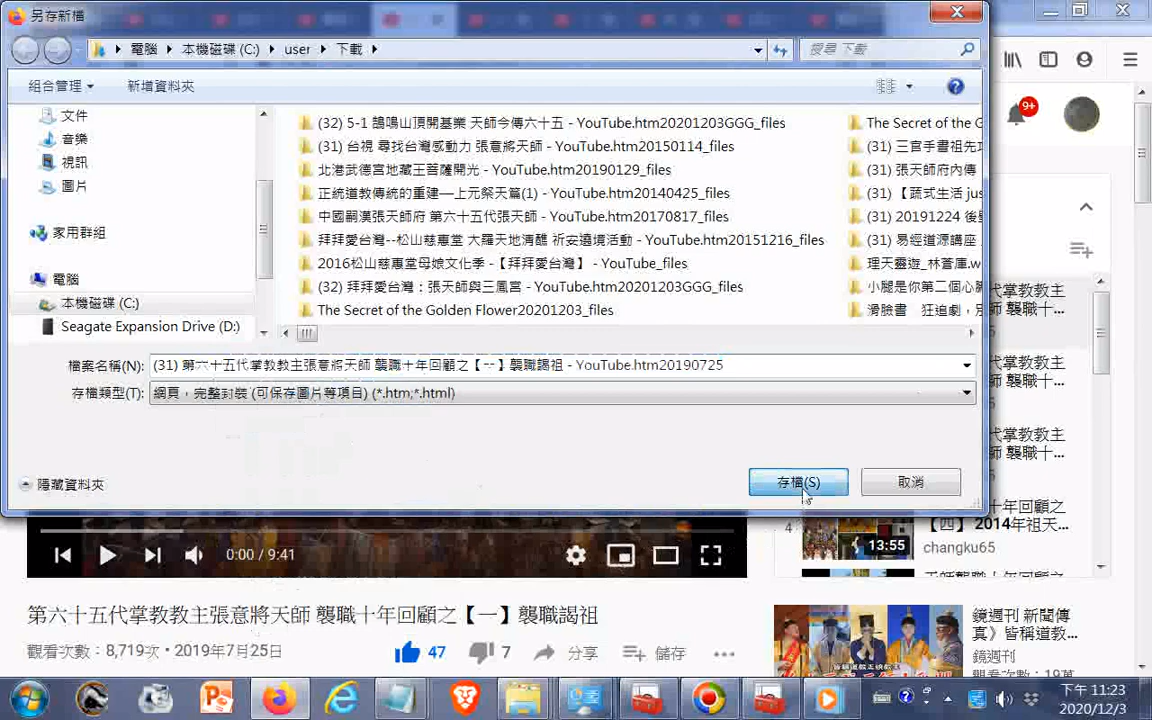 另存新檔
電腦 ▸ 本機磁碟 (C:) ▸ user ▸ 下載 ▸
搜尋 下載
組合管理 ▾
新增資料夾
文件
音樂
視訊
圖片
家用群組
電腦
本機磁碟 (C:)
Seagate Expansion Drive (D:)
(32) 5-1 鵠鳴山頂開基業 天師今傳六十五 - YouTube.htm20201203GGG_files
(31) 台視 尋找台灣感動力 張意將天師 - YouTube.htm20150114_files
北港武德宮地藏王菩薩開光 - YouTube.htm20190129_files
正統道教傳統的重建—上元祭天篇(1) - YouTube.htm20140425_files
中國嗣漢張天師府 第六十五代張天師 - YouTube.htm20170817_files
拜拜愛台灣--松山慈惠堂 大羅天地清醮 祈安遶境活動 - YouTube.htm20151216_files
2016松山慈惠堂母娘文化季 -【拜拜愛台灣】 - YouTube_files
(32) 拜拜愛台灣：張天師與三鳳宮 - YouTube.htm20201203GGG_files
The Secret of the Golden Flower20201203_files
The Secret of the G
(31) 三官手書祖先
(31) 張天師府內傳
(31) 【蔬式生活 jus
(31) 20191224 後
(31) 易經道源講座
理天靈遊_林蒼庫.w
小腿是你第二個心
滑臉書　狂追劇，
檔案名稱(N):
(31) 第六十五代掌教教主張意將天師 襲職十年回顧之【一】襲職謁祖 - YouTube.htm20190725
存檔類型(T):
網頁，完整封裝 (可保存圖片等項目) (*.htm;*.html)
隱藏資料夾
存檔(S)
取消
9+
代掌教教主
師 襲職十...
代掌教教主
師 襲職十...
代掌教教主
師 襲職十...
4
十年回顧之
【四】2014年祖天...
13:55
changku65
0:00 / 9:41
第六十五代掌教教主張意將天師 襲職十年回顧之【一】襲職謁祖
觀看次數：8,719次 • 2019年7月25日
47
7
分享
儲存
鏡週刊 新聞傳
真》皆稱道教...
鏡週刊
下午 11:23
2020/12/3